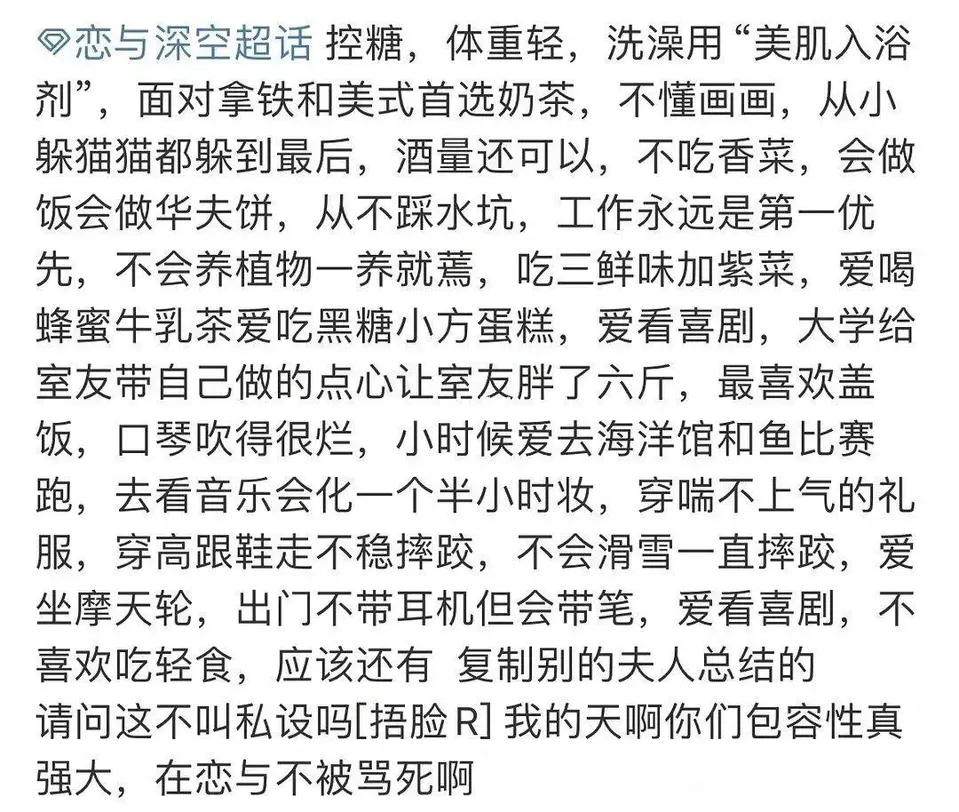 恋与深空超话 控糖，体重轻，洗澡用“美肌入浴
剂”，面对拿铁和美式首选奶茶，不懂画画，从小
躲猫猫都躲到最后，酒量还可以，不吃香菜，会做
饭会做华夫饼，从不踩水坑，工作永远是第一优
先，不会养植物一养就蔫，吃三鲜味加紫菜，爱喝
蜂蜜牛乳茶爱吃黑糖小方蛋糕，爱看喜剧，大学给
室友带自己做的点心让室友胖了六斤，最喜欢盖
饭，口琴吹得很烂，小时候爱去海洋馆和鱼比赛
跑，去看音乐会化一个半小时妆，穿喘不上气的礼
服，穿高跟鞋走不稳摔跤，不会滑雪一直摔跤，爱
坐摩天轮，出门不带耳机但会带笔，爱看喜剧，不
喜欢吃轻食，应该还有 复制别的夫人总结的
请问这不叫私设吗[捂脸R] 我的天啊你们包容性真
强大，在恋与不被骂死啊